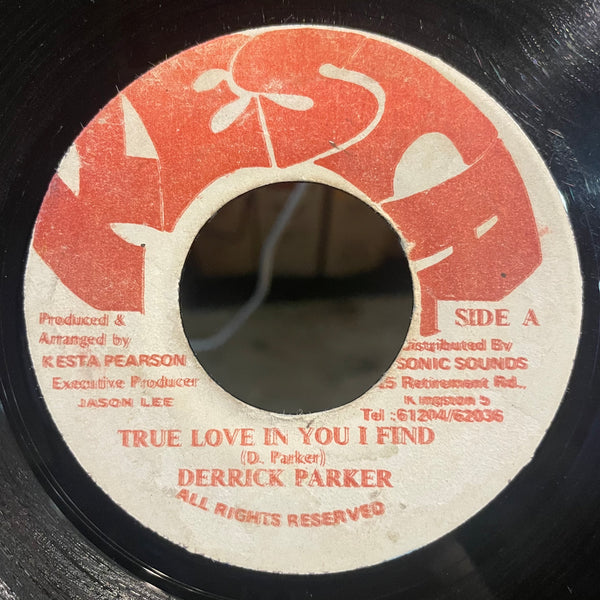 KESTA
SIDE A
Produced &
Arranged by
KESTA PEARSON
Executive Producer
JASON LEE
Distributed By
SONIC SOUNDS
25 Retirement Rd.,
Kingston 5
Tel :61204/62036
TRUE LOVE IN YOU I FIND
(D. Parker)
DERRICK PARKER
ALL RIGHTS RESERVED